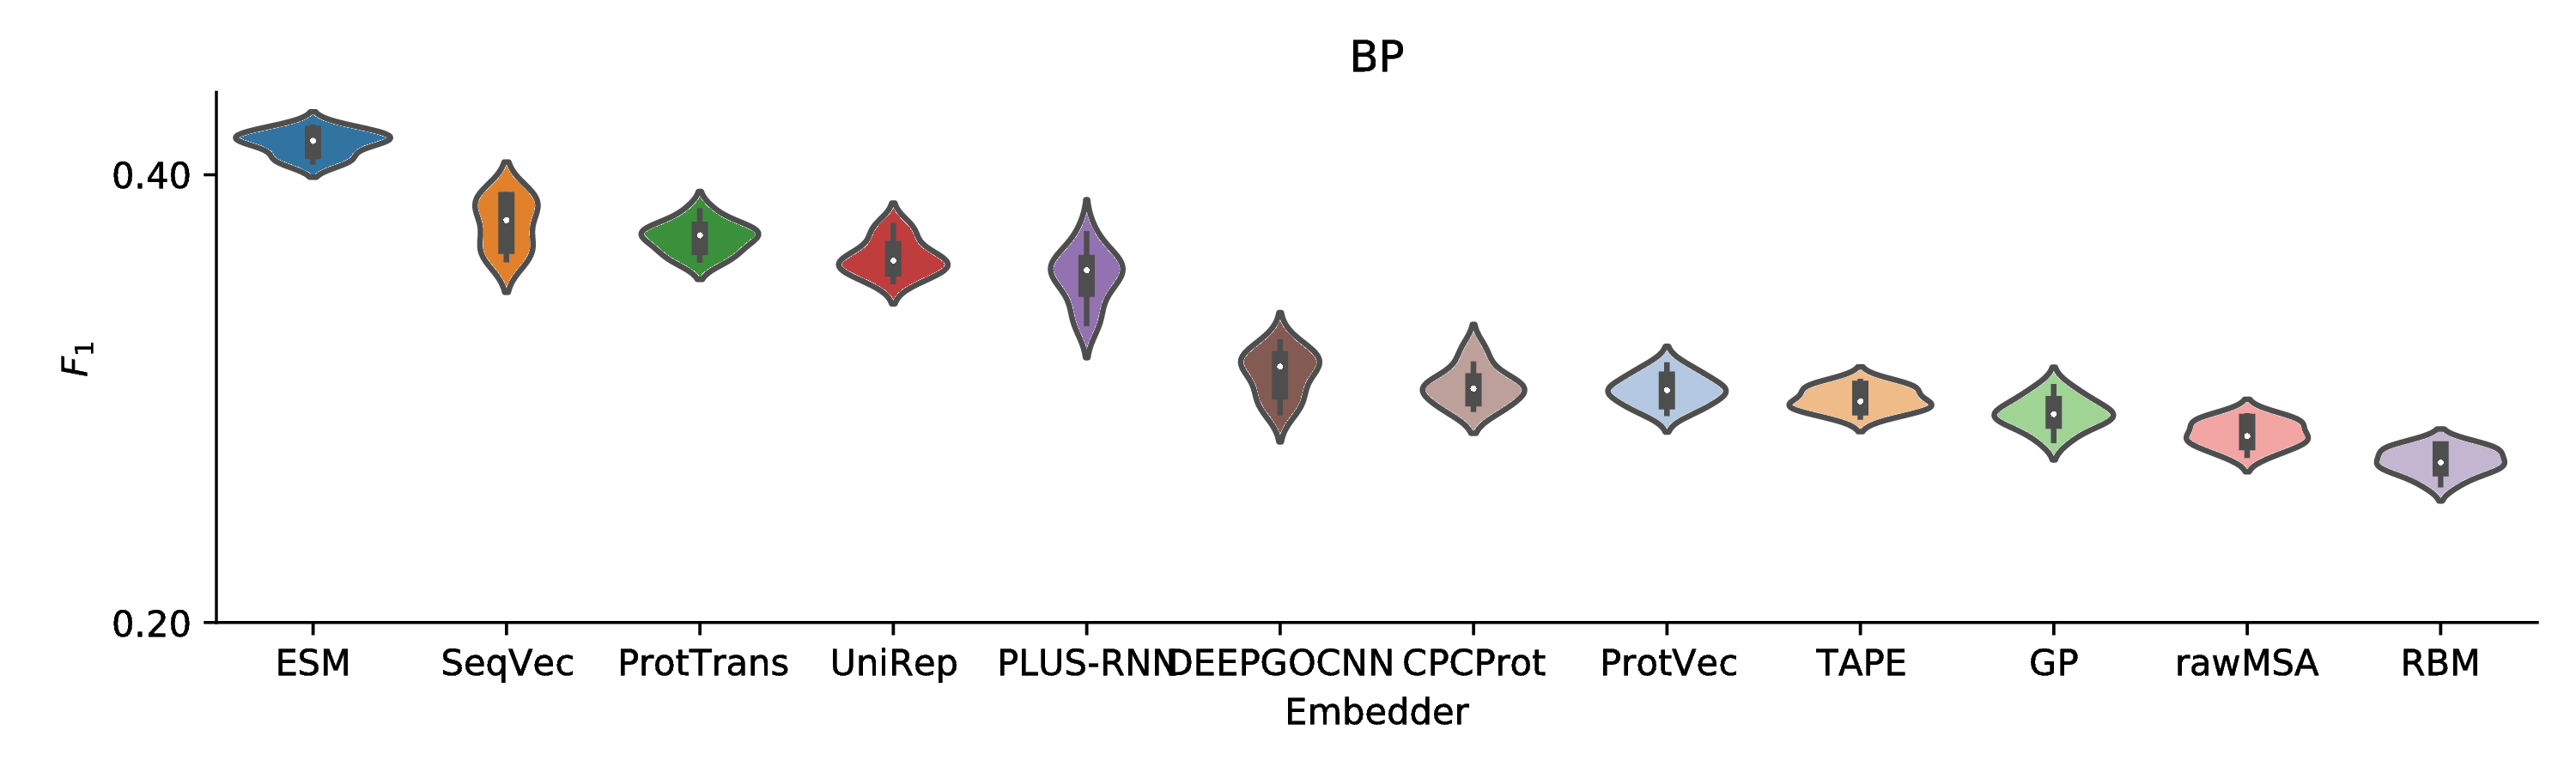 BP
0.40
F1
0.20
ESM SeqVec ProtTrans UniRep PLUS-RNN DEEPGOCNN CPCProt ProtVec TAPE GP rawMSA RBM
Embedder